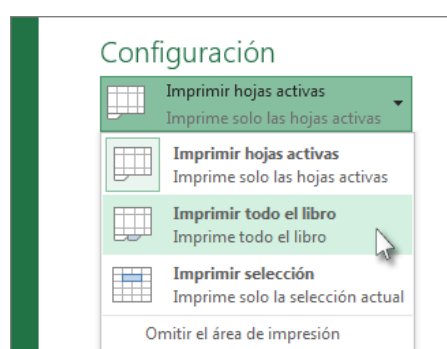 Configuración
Imprimir hojas activas
Imprime solo las hojas activas
Imprimir hojas activas
Imprime solo las hojas activas
Imprimir todo el libro
Imprime todo el libro
Imprimir selección
Imprime solo la selección actual
Omitir el área de impresión